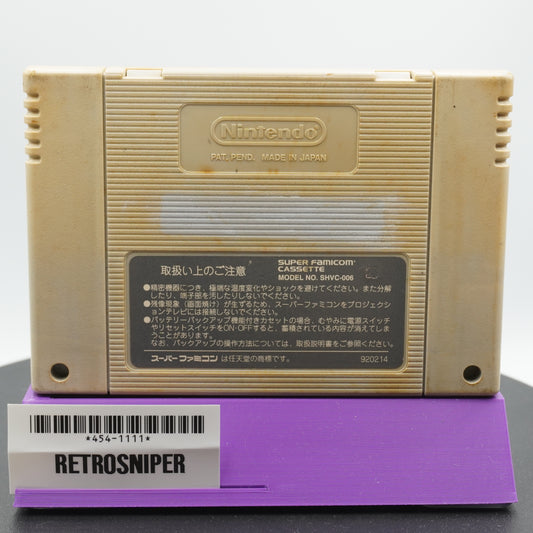 Nintendo
PAT. PEND. MADE IN JAPAN
取扱い上のご注意
SUPER FAMICOM
CASSETTE
MODEL NO. SHVC-006
●精密機器につき、極端な温度変化やショックを避けてください。また分解
したり、端子部を汚したりしないでください。
●残像現象（画面焼け）が生ずるため、スーパーファミコンをプロジェクシ
ョンテレビには接続しないでください。
●バッテリーバックアップ機能付きカセットの場合、むやみに電源スイッチ
やリセットスイッチをON・OFFすると、蓄積されている内容が消えてしま
うことがあります。
なお、バックアップの操作方法については、取扱説明書をご参照ください。
スーパーファミコンは任天堂の商標です。
920214
*454-1111*
RETROSNIPER